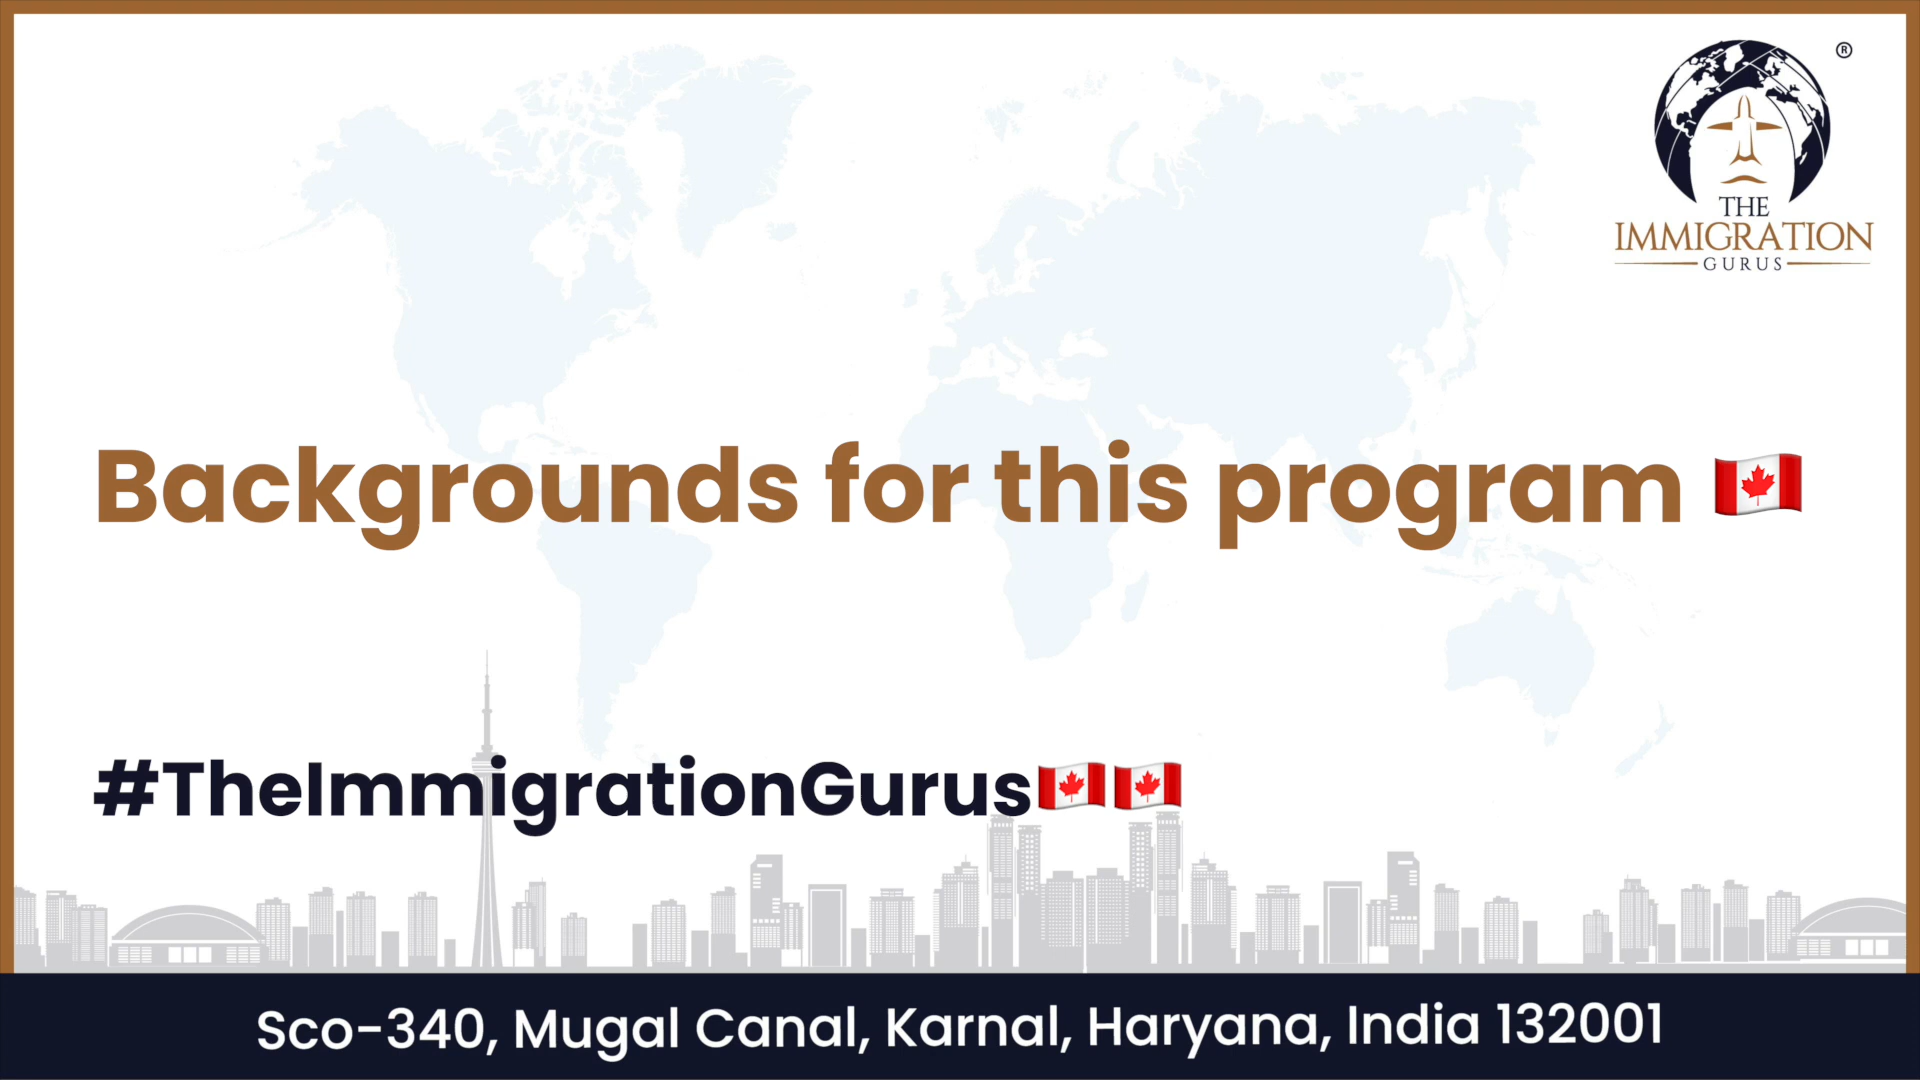 ®
THE
IMMIGRATION
GURUS
Backgrounds for this program 🇨🇦
#TheImmigrationGurus🇨🇦🇨🇦
Sco-340, Mugal Canal, Karnal, Haryana, India 132001